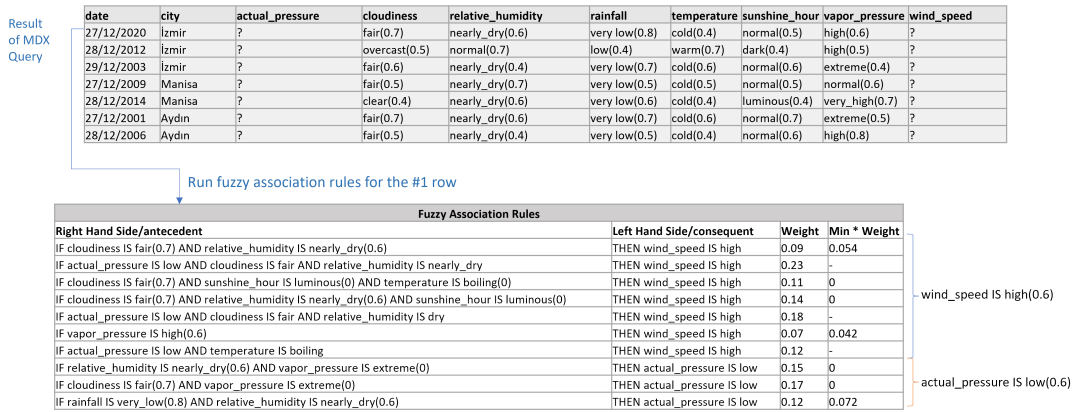 Result
of MDX
Query
date city actual_pressure cloudiness relative_humidity rainfall temperature sunshine_hour vapor_pressure wind_speed
27/12/2020 İzmir ? fair(0.7) nearly_dry(0.6) very low(0.8) cold(0.4) normal(0.5) high(0.6) ?
28/12/2012 İzmir ? overcast(0.5) normal(0.7) low(0.4) warm(0.7) dark(0.4) high(0.5) ?
29/12/2003 İzmir ? fair(0.6) nearly_dry(0.4) very low(0.7) cold(0.6) normal(0.6) extreme(0.4) ?
27/12/2009 Manisa ? fair(0.5) nearly_dry(0.7) very low(0.5) cold(0.5) normal(0.5) normal(0.6) ?
28/12/2014 Manisa ? clear(0.4) nearly_dry(0.6) very low(0.6) cold(0.4) luminous(0.4) very_high(0.7) ?
27/12/2001 Aydın ? fair(0.7) nearly_dry(0.6) very low(0.7) cold(0.6) normal(0.7) extreme(0.5) ?
28/12/2006 Aydın ? fair(0.5) nearly_dry(0.4) very low(0.5) cold(0.4) normal(0.6) high(0.8) ?
Run fuzzy association rules for the #1 row
Fuzzy Association Rules
Right Hand Side/antecedent Left Hand Side/consequent Weight Min * Weight
IF cloudiness IS fair(0.7) AND relative_humidity IS nearly_dry(0.6) THEN wind_speed IS high 0.09 0.054
IF actual_pressure IS low AND cloudiness IS fair AND relative_humidity IS nearly_dry THEN wind_speed IS high 0.23 -
IF cloudiness IS fair(0.7) AND sunshine_hour IS luminous(0) AND temperature IS boiling(0) THEN wind_speed IS high 0.11 0
IF cloudiness IS fair(0.7) AND relative_humidity IS nearly_dry(0.6) AND sunshine_hour IS luminous(0) THEN wind_speed IS high 0.14 0
IF actual_pressure IS low AND cloudiness IS fair AND relative_humidity IS dry THEN wind_speed IS high 0.18 -
IF vapor_pressure IS high(0.6) THEN wind_speed IS high 0.07 0.042
IF actual_pressure IS low AND temperature IS boiling THEN wind_speed IS high 0.12 -
IF relative_humidity IS nearly_dry(0.6) AND vapor_pressure IS extreme(0) THEN actual_pressure IS low 0.15 0
IF cloudiness IS fair(0.7) AND vapor_pressure IS extreme(0) THEN actual_pressure IS low 0.17 0
IF rainfall IS very_low(0.8) AND relative_humidity IS nearly_dry(0.6) THEN actual_pressure IS low 0.12 0.072
wind_speed IS high(0.6)
actual_pressure IS low(0.6)